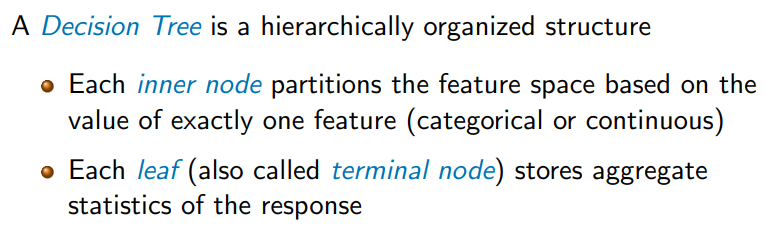 A Decision Tree is a hierarchically organized structure
Each inner node partitions the feature space based on the
value of exactly one feature (categorical or continuous)
Each leaf (also called terminal node) stores aggregate
statistics of the response